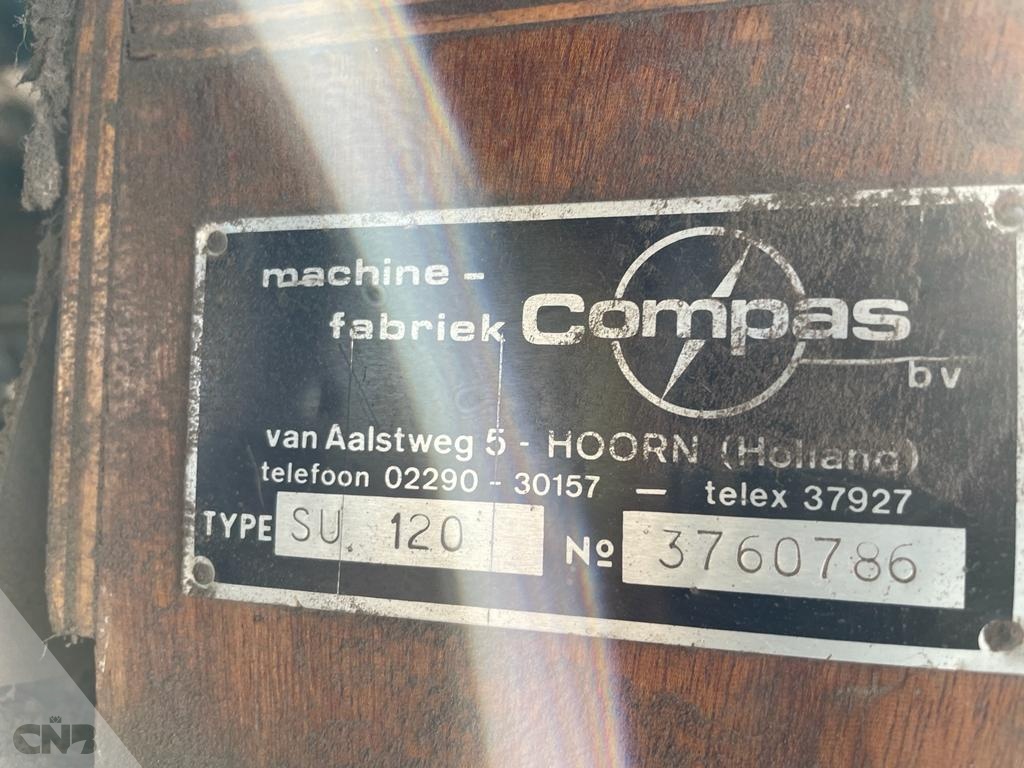 machine -
fabriek Compas
bv
van Aalstweg 5 - HOORN (Holland)
telefoon 02290 - 30157 — telex 37927
TYPE SU 120 Nº 3760786
CNB